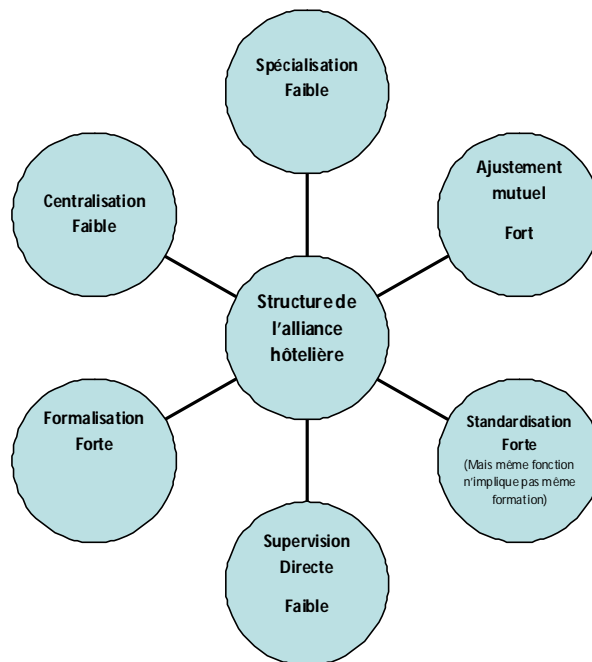 Spécialisation
Faible
Ajustement
mutuel
Fort
Centralisation
Faible
Structure de
l'alliance
hôtelière
Formalisation
Forte
Standardisation
Forte
(Mais même fonction
n'implique pas même
formation)
Supervision
Directe
Faible